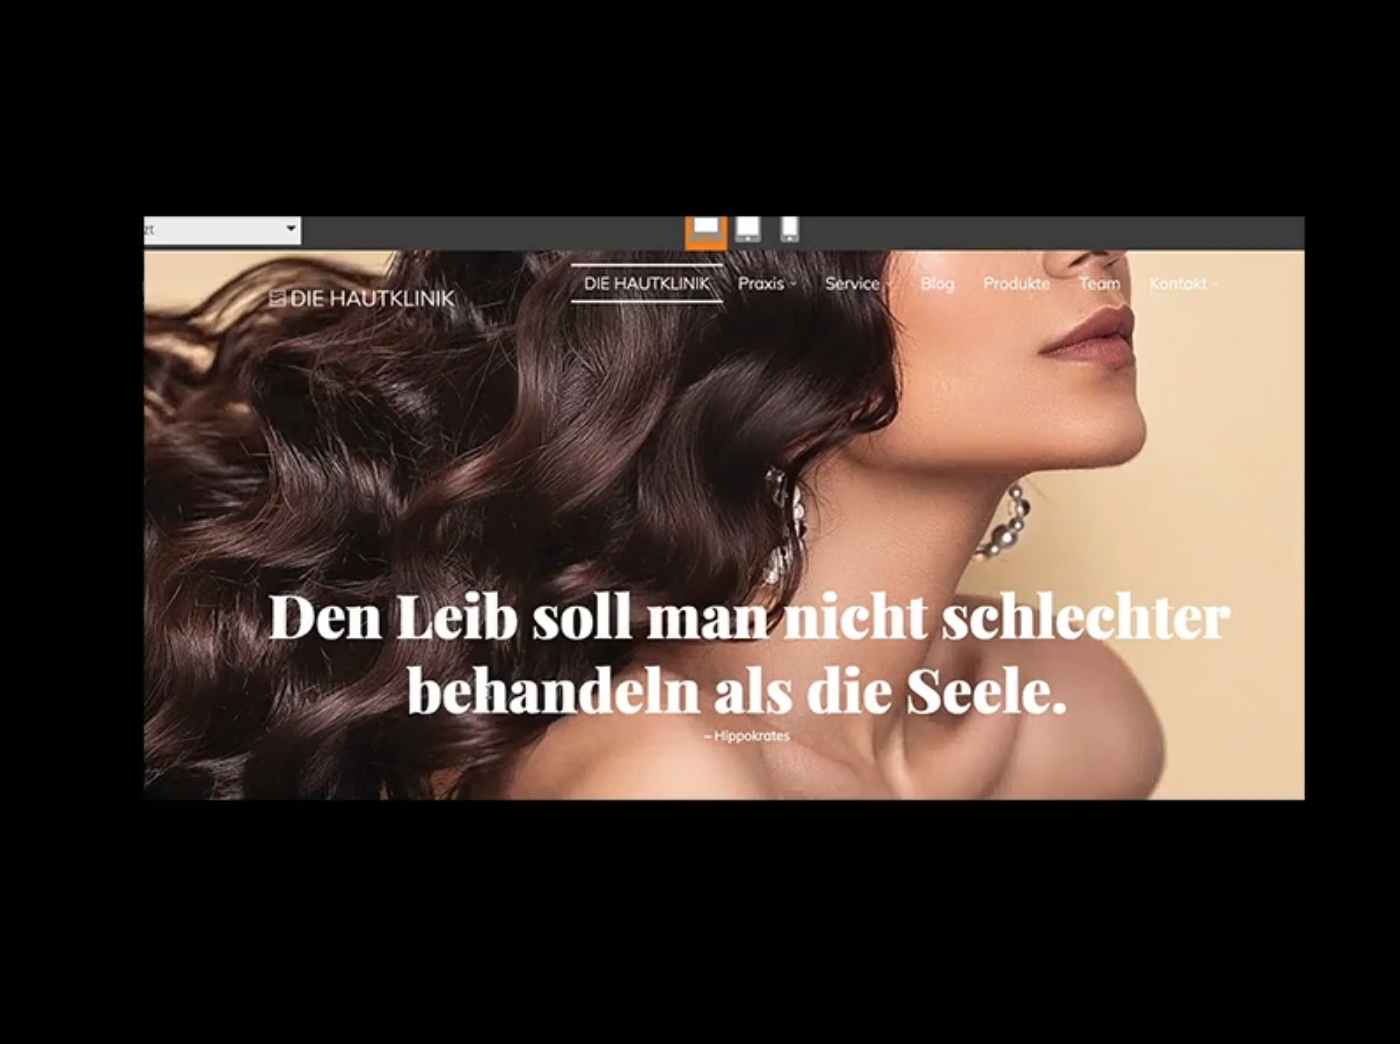 zt
DIE HAUTKLINIK
DIE HAUTKLINIK Praxis Service Blog Produkte Team Kontakt
Den Leib soll man nicht schlechter
behandeln als die Seele.
– Hippokrates